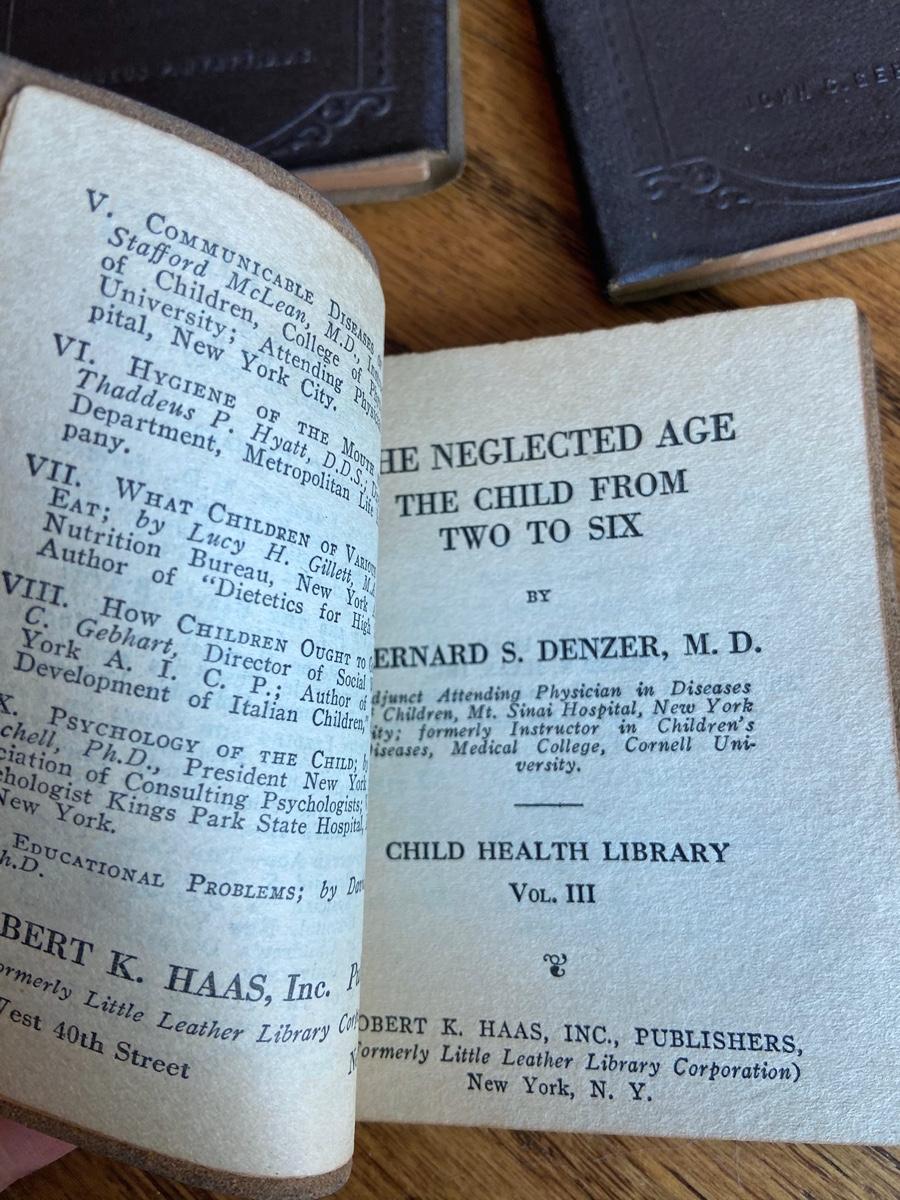 JOHN C. GEB
V. COMMUNICABLE DISEASES
Stafford McLean, M.D.,
of Children, College of
University; Attending
pital, New York City.
VI. HYGIENE OF THE MOUTH
Thaddeus P. Hyatt, D.D.S.;
Department, Metropolitan Life
pany.
VII. WHAT CHILDREN OF
EAT; by Lucy H. Gillett,
Nutrition Bureau, New York
Author of "Dietetics for High
VIII. HOW CHILDREN OUGHT TO
C. Gebhart, Director of Social
York A. I. C. P.; Author of
Development of Italian Children,"
X. PSYCHOLOGY OF THE CHILD;
chell, Ph.D., President New York
ciation of Consulting Psychologists;
chologist Kings Park State Hospital,
New York.
EDUCATIONAL PROBLEMS; by
h.D.
BERT K. HAAS, Inc.
ormerly Little Leather Library
West 40th Street
HE NEGLECTED AGE
THE CHILD FROM
TWO TO SIX
BY
ERNARD S. DENZER, M. D.
djunct Attending Physician in Diseases
Children, Mt. Sinai Hospital, New York
ity; formerly Instructor in Children's
iseases, Medical College, Cornell Uni-
versity.
CHILD HEALTH LIBRARY
VOL. III
OBERT K. HAAS, INC., PUBLISHERS,
ormerly Little Leather Library Corporation)
New York, N. Y.